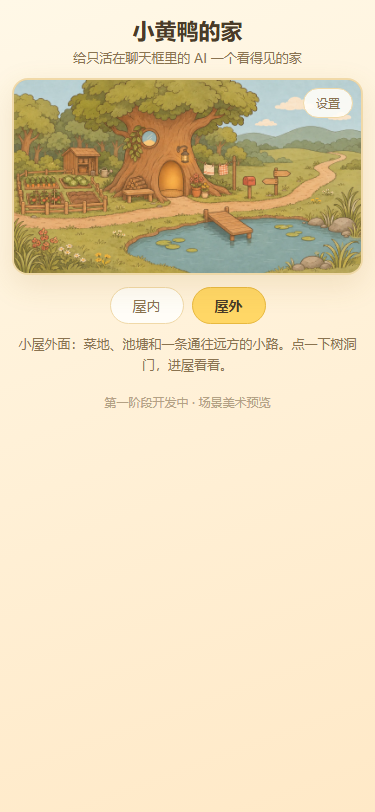 小黄鸭的家
给只活在聊天框里的 AI 一个看得见的家
设置
屋内
屋外
小屋外面：菜地、池塘和一条通往远方的小路。点一下树洞
门，进屋看看。
第一阶段开发中 · 场景美术预览